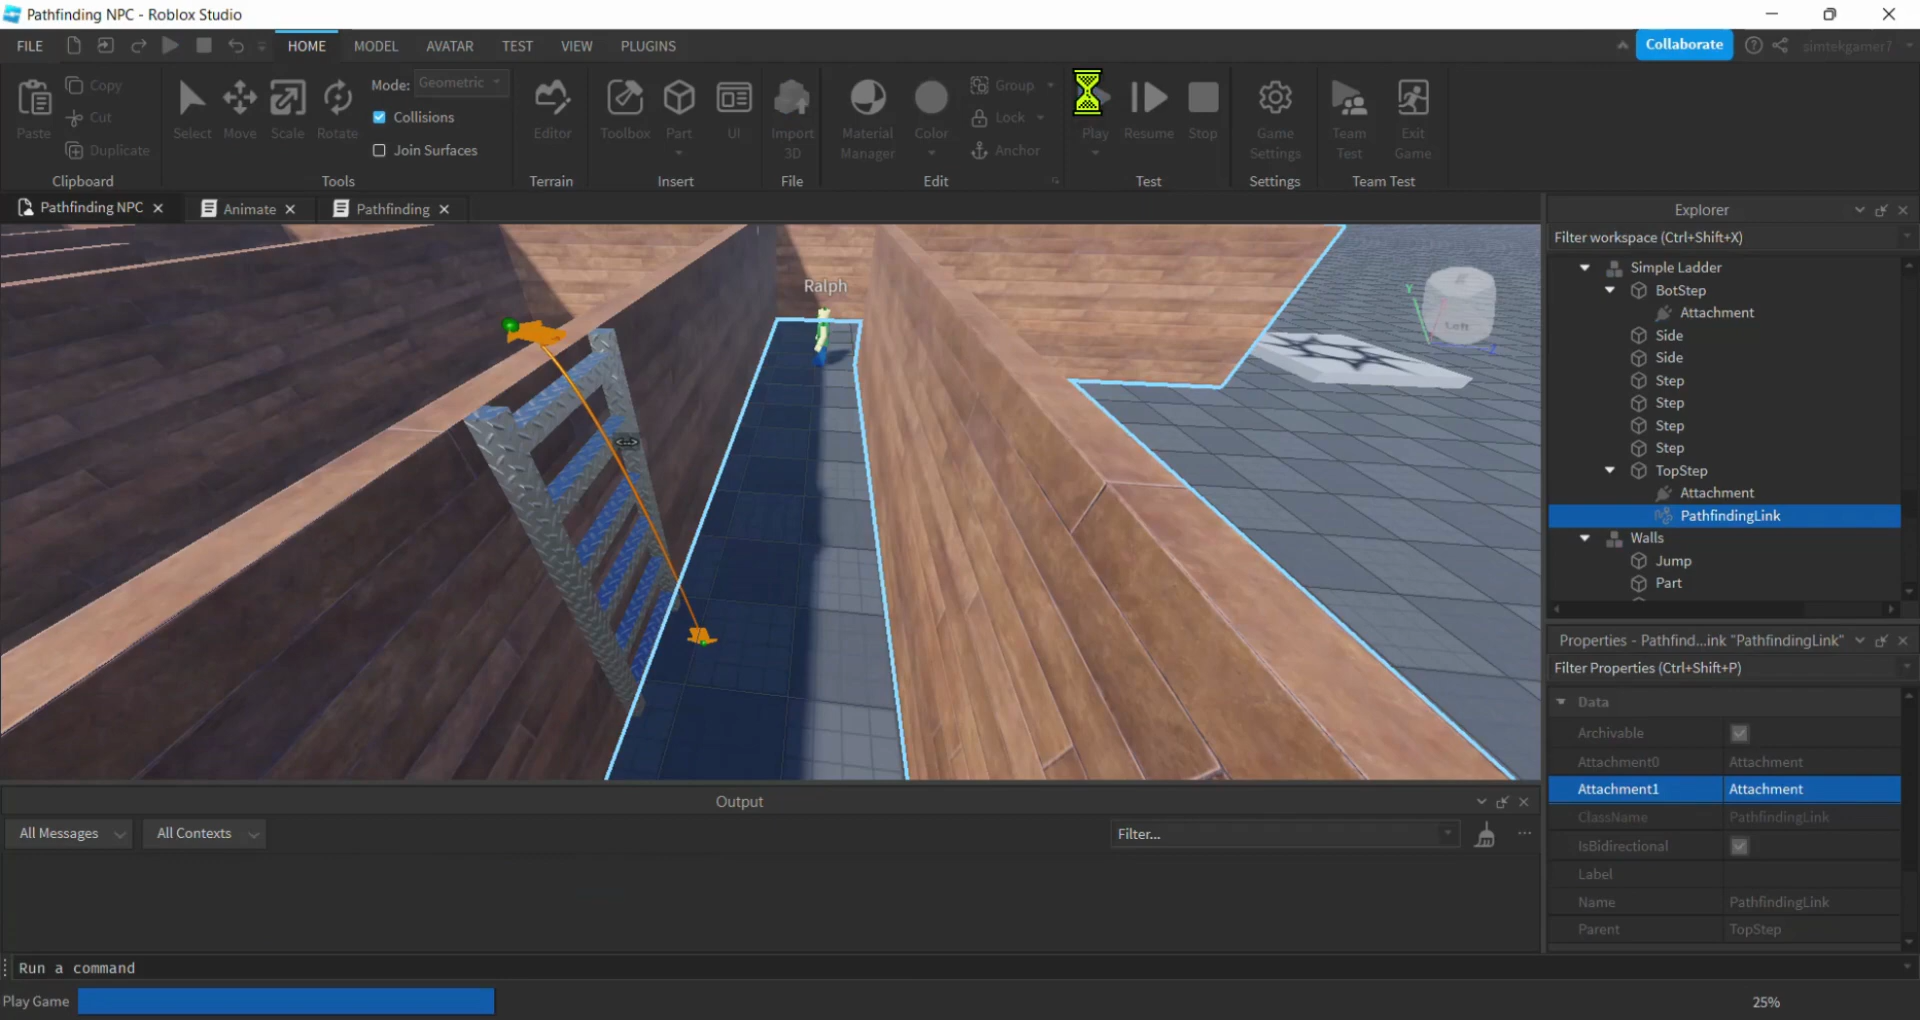 Pathfinding NPC - Roblox Studio
FILE
HOME
MODEL
AVATAR
TEST
VIEW
PLUGINS
Collaborate
simtekgamer7
Paste
Copy
Cut
Duplicate
Clipboard
Select
Move
Scale
Rotate
Mode: Geometric
Collisions
Join Surfaces
Tools
Editor
Terrain
Toolbox
Part
UI
Insert
Import
3D
File
Material
Manager
Color
Group
Lock
Anchor
Edit
Play
Resume
Stop
Test
Game
Settings
Settings
Team
Test
Exit
Game
Team Test
Pathfinding NPC
Animate
Pathfinding
Ralph
Y
Left
Z
Explorer
Filter workspace (Ctrl+Shift+X)
Simple Ladder
BotStep
Attachment
Side
Side
Step
Step
Step
Step
TopStep
Attachment
PathfindingLink
Walls
Jump
Part
Properties - Pathfind...ink "PathfindingLink"
Filter Properties (Ctrl+Shift+P)
Data
Archivable
Attachment0 Attachment
Attachment1 Attachment
ClassName PathfindingLink
IsBidirectional
Label
Name PathfindingLink
Parent TopStep
Output
All Messages
All Contexts
Filter...
Run a command
Play Game
25%